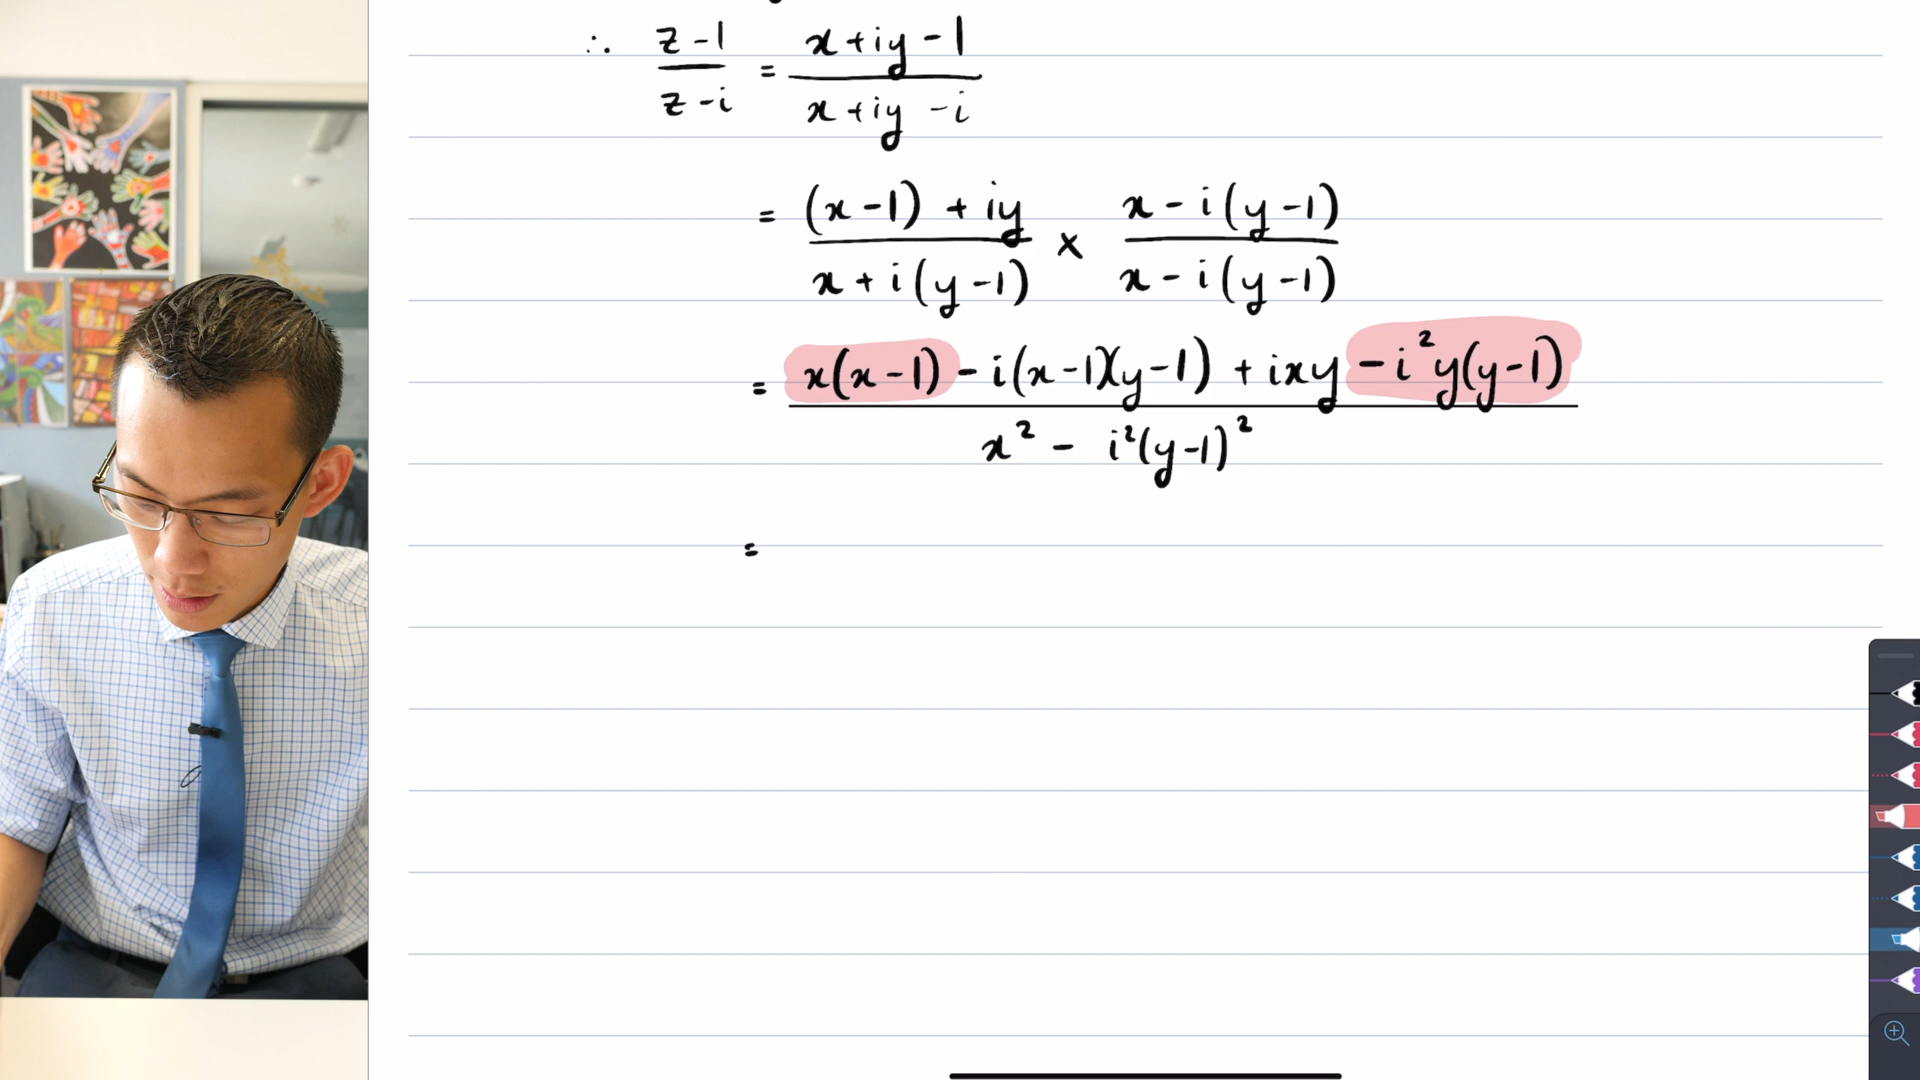 ∴ (z - 1)/(z - i) = (x + iy - 1)/(x + iy - i)
= ((x - 1) + iy)/(x + i(y - 1)) × (x - i(y - 1))/(x - i(y - 1))
= (x(x - 1) - i(x - 1)(y - 1) + ixy - i²y(y - 1))/(x² - i²(y - 1)²)
=